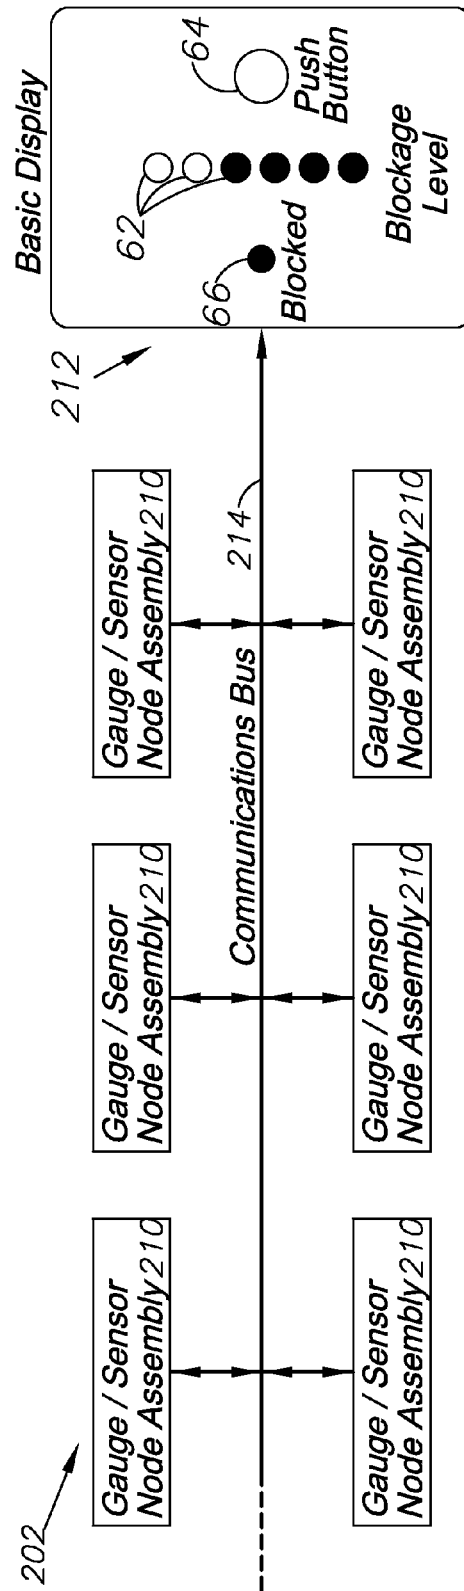 202
Gauge / Sensor
Node Assembly 210
Gauge / Sensor
Node Assembly 210
Gauge / Sensor
Node Assembly 210
Communications Bus
214
Gauge / Sensor
Node Assembly 210
Gauge / Sensor
Node Assembly 210
Gauge / Sensor
Node Assembly 210
212
Basic Display
62
64
66
Blocked
Push
Button
Blockage
Level